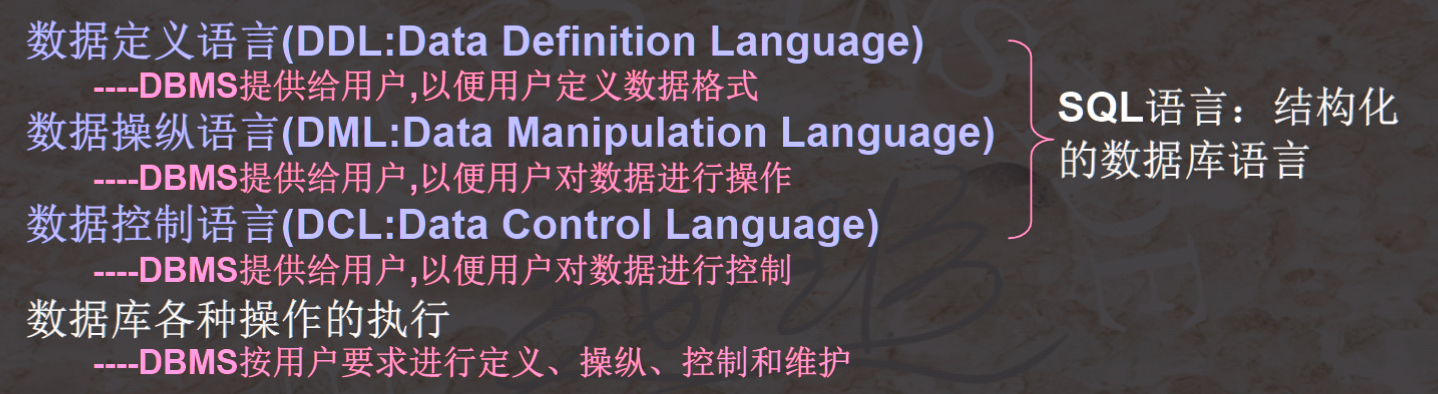 数据定义语言(DDL:Data Definition Language)
----DBMS提供给用户,以便用户定义数据格式
数据操纵语言(DML:Data Manipulation Language)
----DBMS提供给用户,以便用户对数据进行操作
数据控制语言(DCL:Data Control Language)
----DBMS提供给用户,以便用户对数据进行控制
数据库各种操作的执行
----DBMS按用户要求进行定义、操纵、控制和维护
SQL语言：结构化
的数据库语言